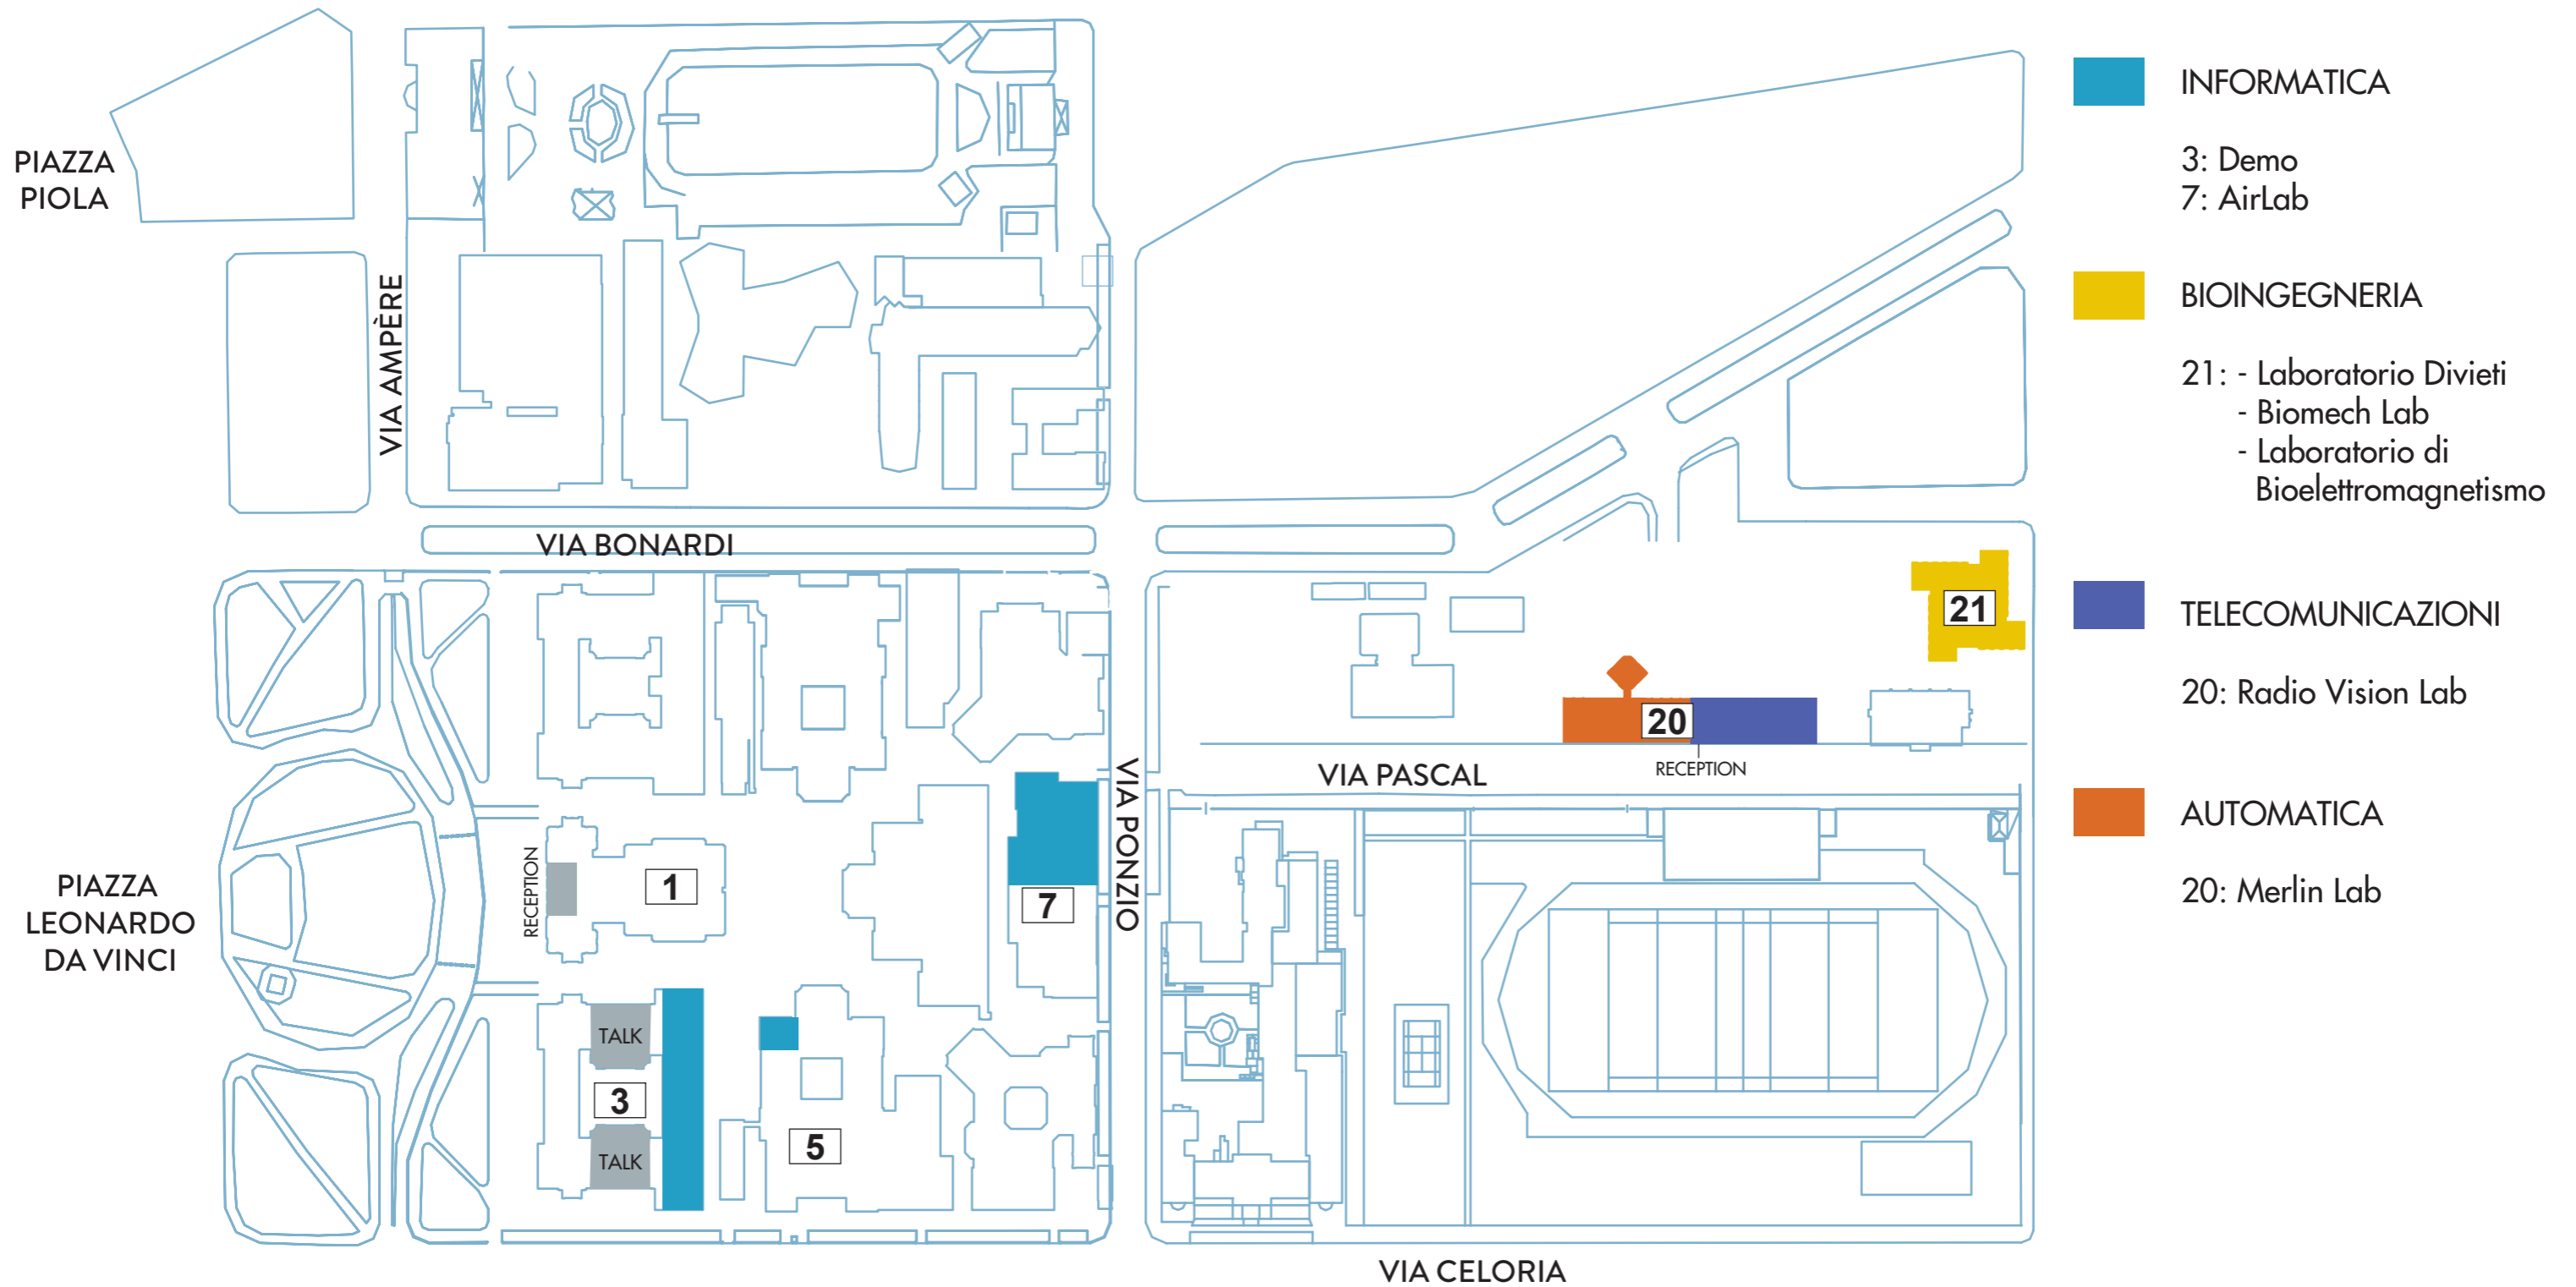 PIAZZA
PIOLA
VIA AMPÈRE
VIA BONARDI
PIAZZA
LEONARDO
DA VINCI
RECEPTION
1
TALK
3
TALK
5
7
VIA PONZIO
VIA PASCAL
20
RECEPTION
21
VIA CELORIA
INFORMATICA
3: Demo
7: AirLab
BIOINGEGNERIA
21: - Laboratorio Divieti
- Biomech Lab
- Laboratorio di
Bioelettromagnetismo
TELECOMUNICAZIONI
20: Radio Vision Lab
AUTOMATICA
20: Merlin Lab